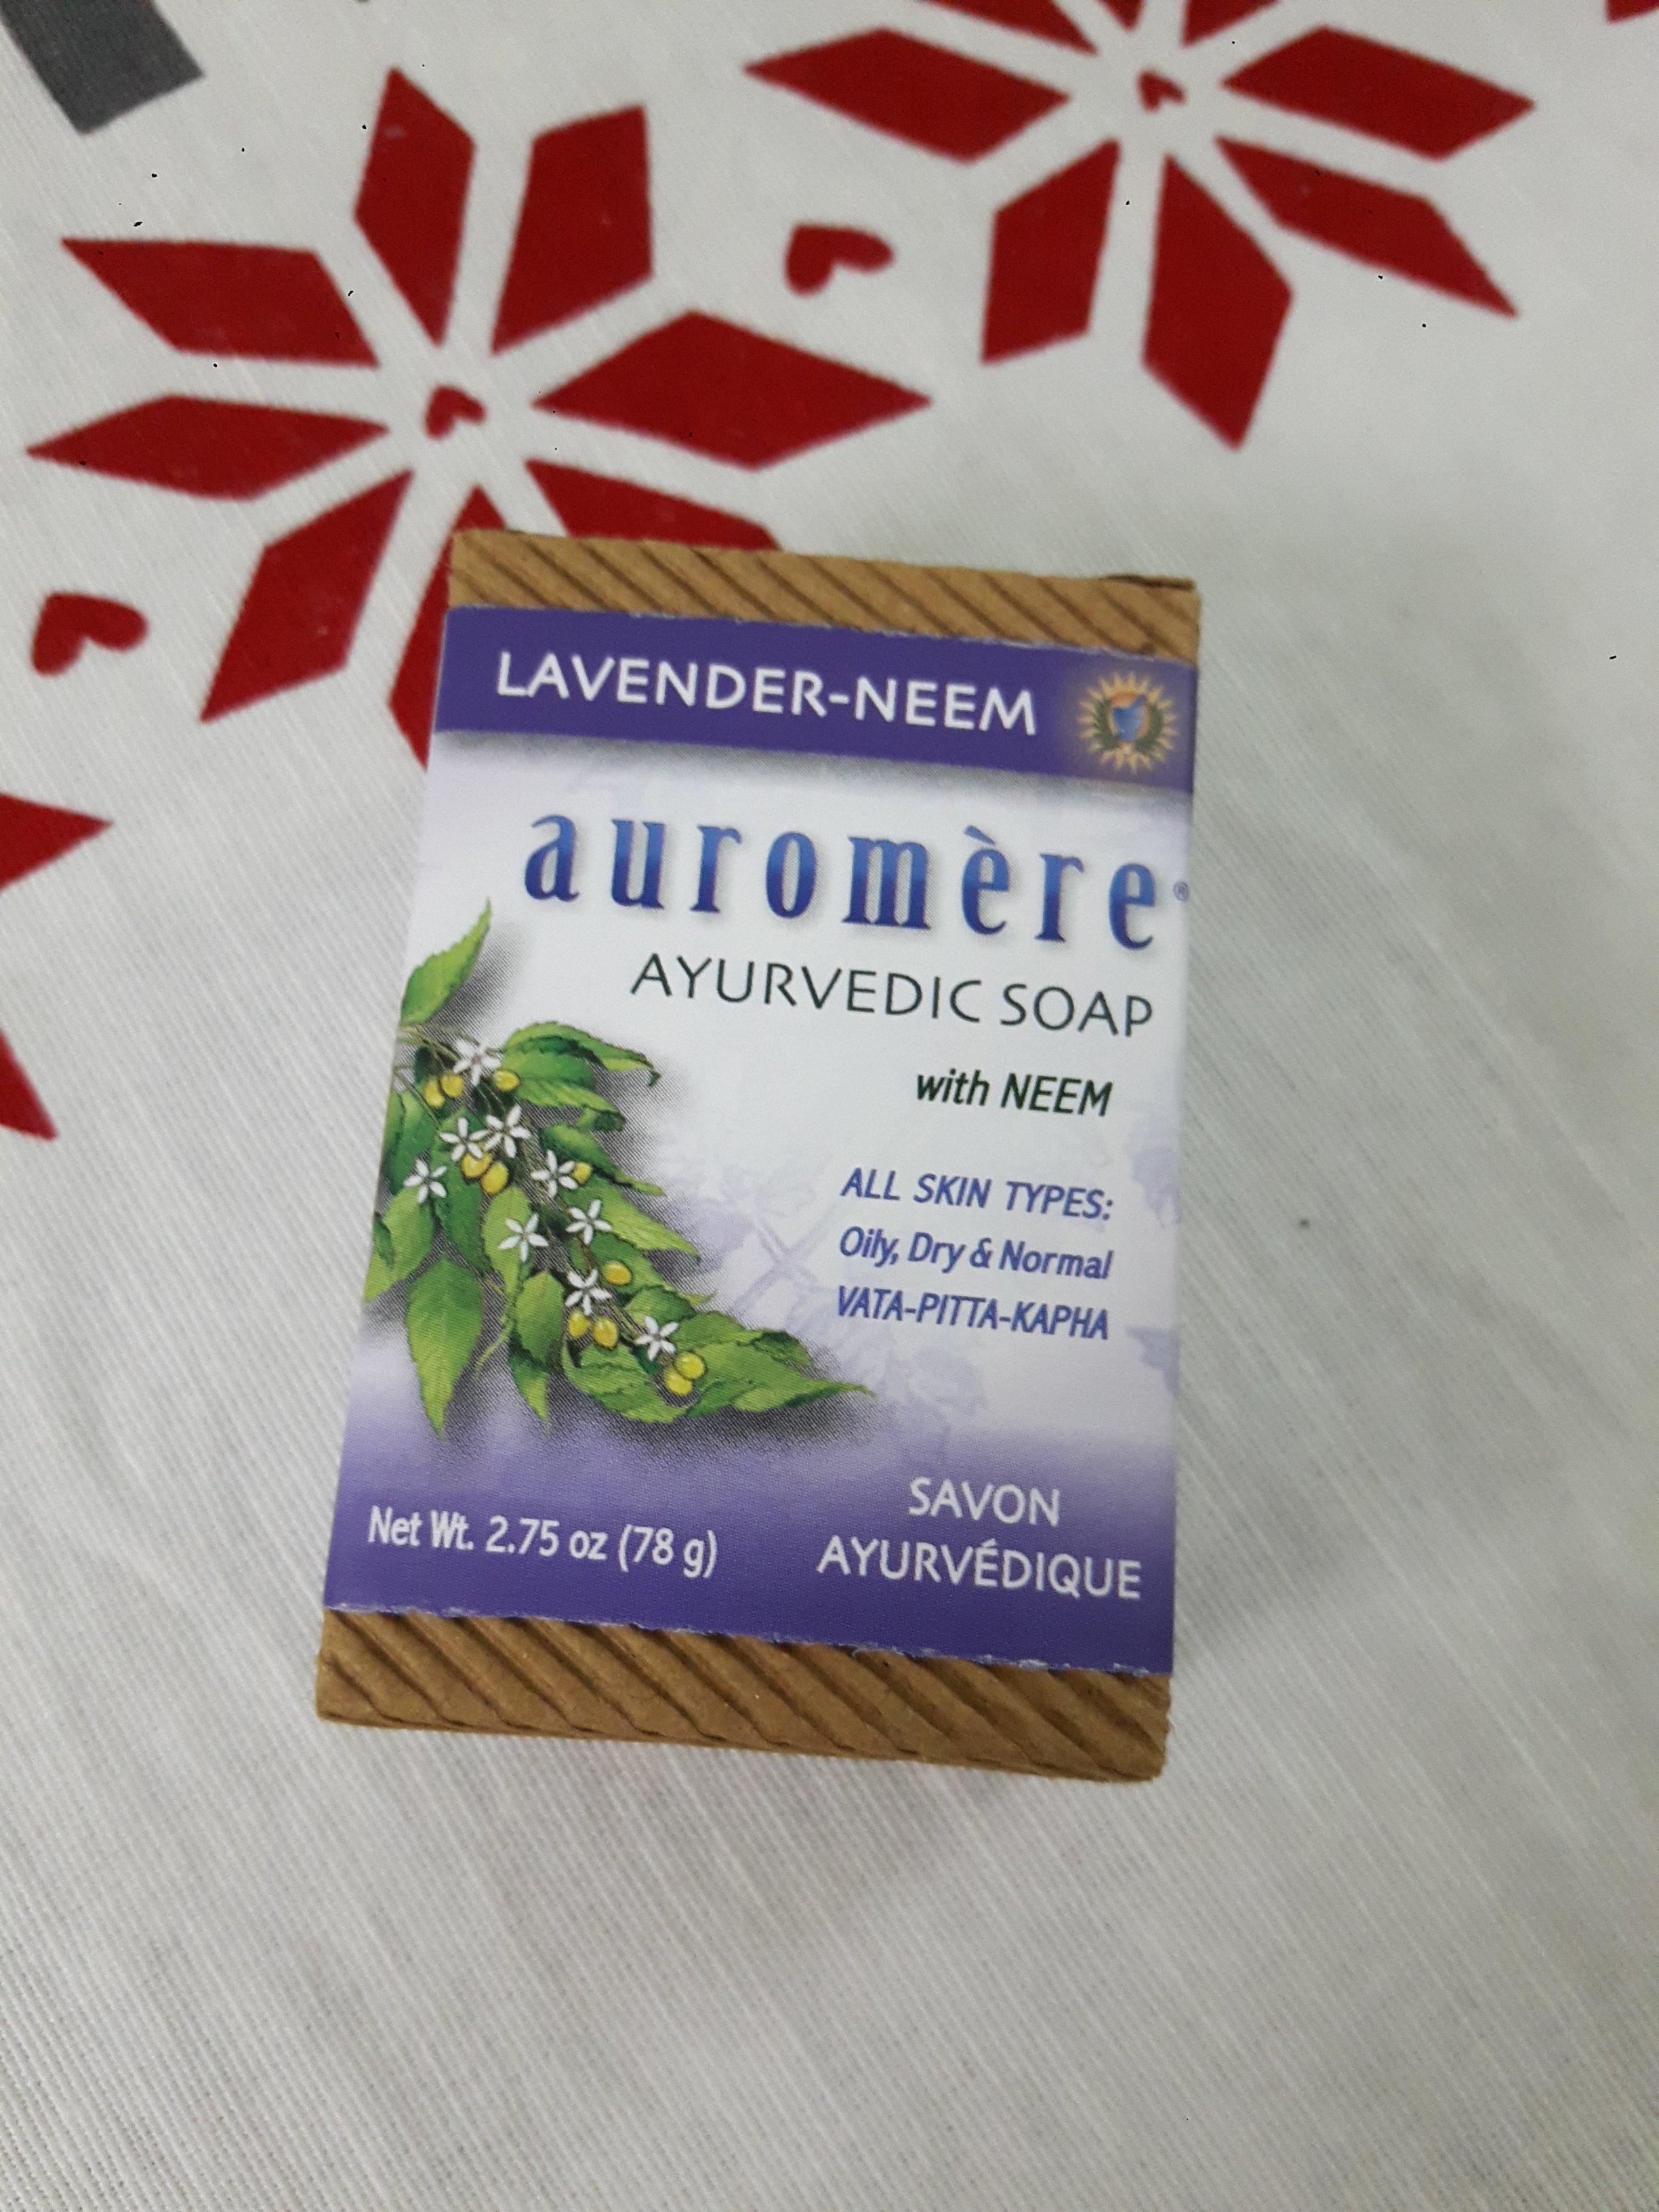 LAVENDER-NEEM
auromère®
AYURVEDIC SOAP
with NEEM
ALL SKIN TYPES:
Oily, Dry & Normal
VATA-PITTA-KAPHA
Net Wt. 2.75 oz (78 g)
SAVON
AYURVÉDIQUE